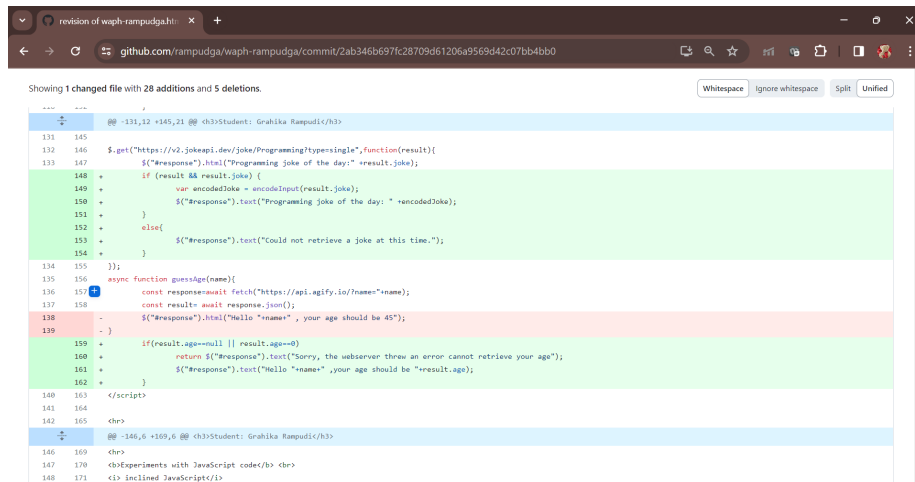 revision of waph-rampudga.htm
github.com/rampudga/waph-rampudga/commit/2ab346b697fc28709d61206a9569d42c07bb4bb0
Showing 1 changed file with 28 additions and 5 deletions.
Whitespace Ignore whitespace Split Unified
@@ -131,12 +145,21 @@ <h3>Student: Grahika Rampudi</h3>
131 145
132 146 $.get("https://v2.jokeapi.dev/joke/Programming?type=single",function(result){
133 147 $("#response").html("Programming joke of the day:" +result.joke);
148 + if (result && result.joke) {
149 + var encodedJoke = encodeInput(result.joke);
150 + $("#response").text("Programming joke of the day: " +encodedJoke);
151 + }
152 + else{
153 + $("#response").text("Could not retrieve a joke at this time.");
154 + }
134 155 });
135 156 async function guessAge(name){
136 157 const response=await fetch("https://api.agify.io/?name="+name);
137 158 const result= await response.json();
138 - $("#response").html("Hello "+name+" , your age should be 45");
139 - }
159 + if(result.age==null || result.age==0)
160 + return $("#response").text("Sorry, the webserver threw an error cannot retrieve your age");
161 + $("#response").text("Hello "+name+" ,your age should be "+result.age);
162 + }
140 163 </script>
141 164
142 165 <hr>
@@ -146,6 +169,6 @@ <h3>Student: Grahika Rampudi</h3>
146 169 <hr>
147 170 <b>Experiments with JavaScript code</b> <br>
148 171 <i> inclined JavaScript</i>